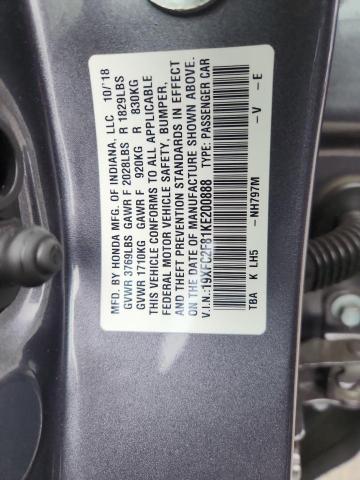 MFD. BY HONDA MFG. OF INDIANA, LLC 10/'18
GVWR 3769LBS GAWR F 2028LBS R 1829LBS
GVWR 1710KG GAWR F 920KG R 830KG
THIS VEHICLE CONFORMS TO ALL APPLICABLE
FEDERAL MOTOR VEHICLE SAFETY, BUMPER,
AND THEFT PREVENTION STANDARDS IN EFFECT
ON THE DATE OF MANUFACTURE SHOWN ABOVE.
V.I.N.:19XFC2F81KE200888 TYPE: PASSENGER CAR
TBA K LH5 -NH797M -V -E